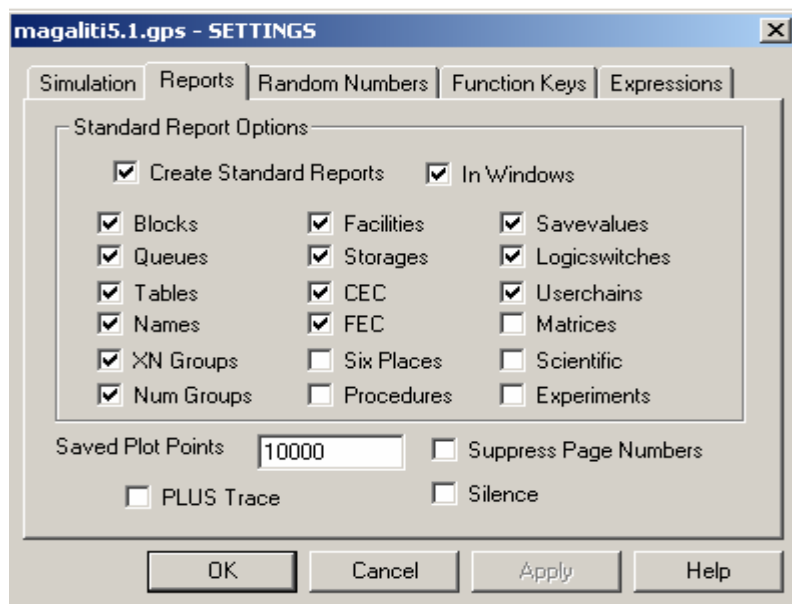 magaliti5.1.gps - SETTINGS
Simulation Reports Random Numbers Function Keys Expressions
Standard Report Options
Create Standard Reports In Windows
Blocks Facilities Savevalues
Queues Storages Logicswitches
Tables CEC Userchains
Names FEC Matrices
XN Groups Six Places Scientific
Num Groups Procedures Experiments
Saved Plot Points 10000 Suppress Page Numbers
PLUS Trace Silence
OK Cancel Apply Help